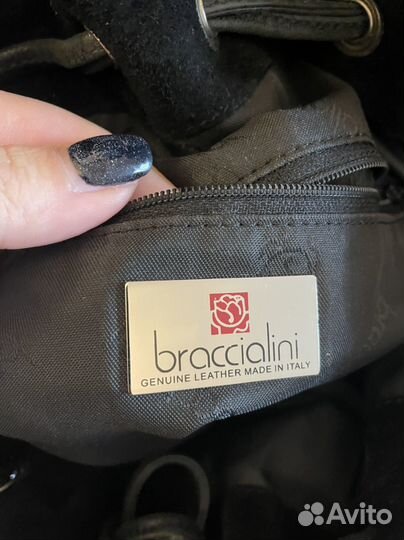 braccialini
GENUINE LEATHER MADE IN ITALY
Avito